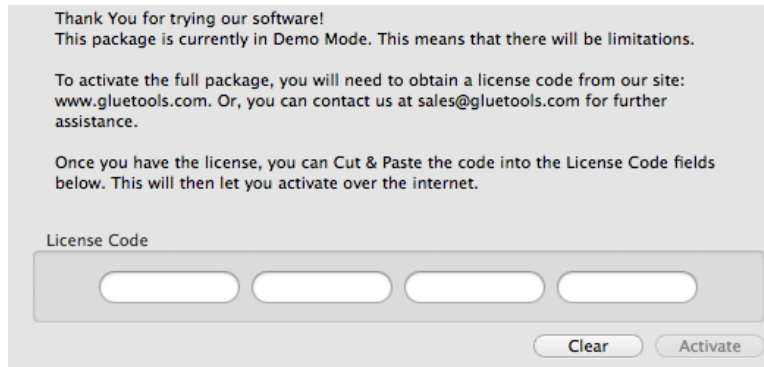 Thank You for trying our software!
This package is currently in Demo Mode. This means that there will be limitations.
To activate the full package, you will need to obtain a license code from our site:
www.gluetools.com. Or, you can contact us at sales@gluetools.com for further
assistance.
Once you have the license, you can Cut & Paste the code into the License Code fields
below. This will then let you activate over the internet.
License Code
Clear Activate